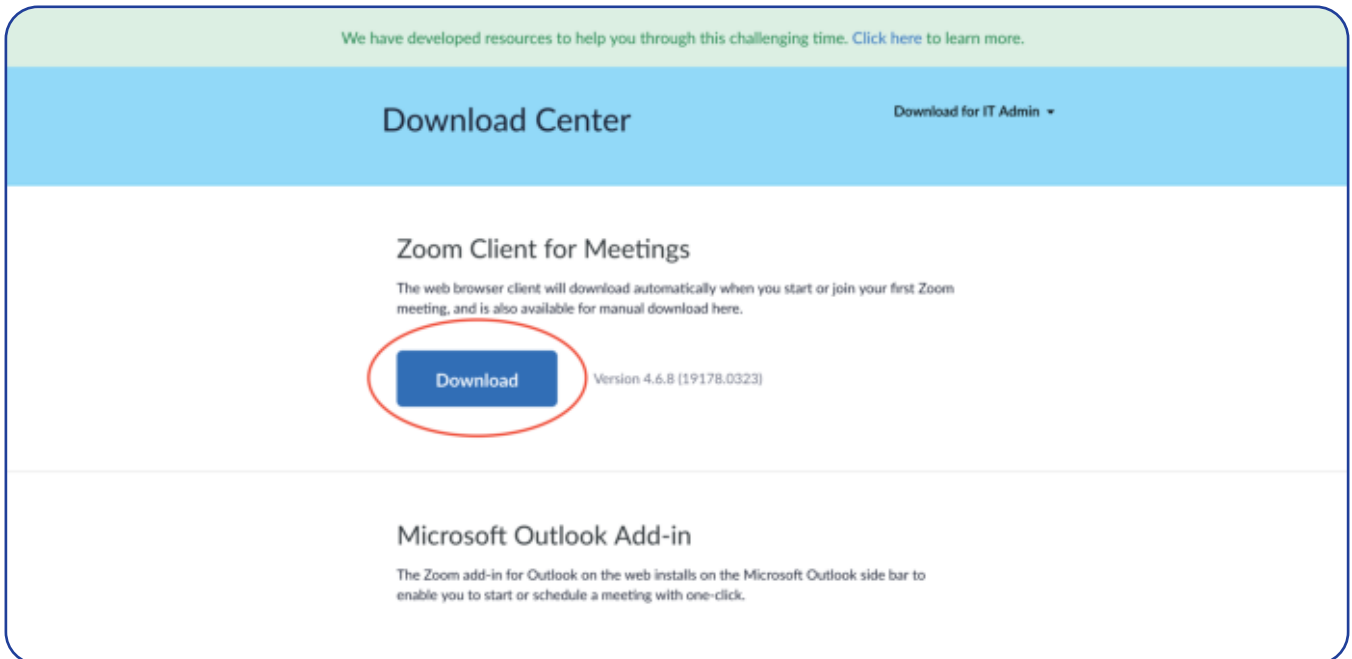 We have developed resources to help you through this challenging time. Click here to learn more.
Download Center
Download for IT Admin
Zoom Client for Meetings
The web browser client will download automatically when you start or join your first Zoom
meeting, and is also available for manual download here.
Download
Version 4.6.8 (19178.0323)
Microsoft Outlook Add-in
The Zoom add-in for Outlook on the web installs on the Microsoft Outlook side bar to
enable you to start or schedule a meeting with one-click.